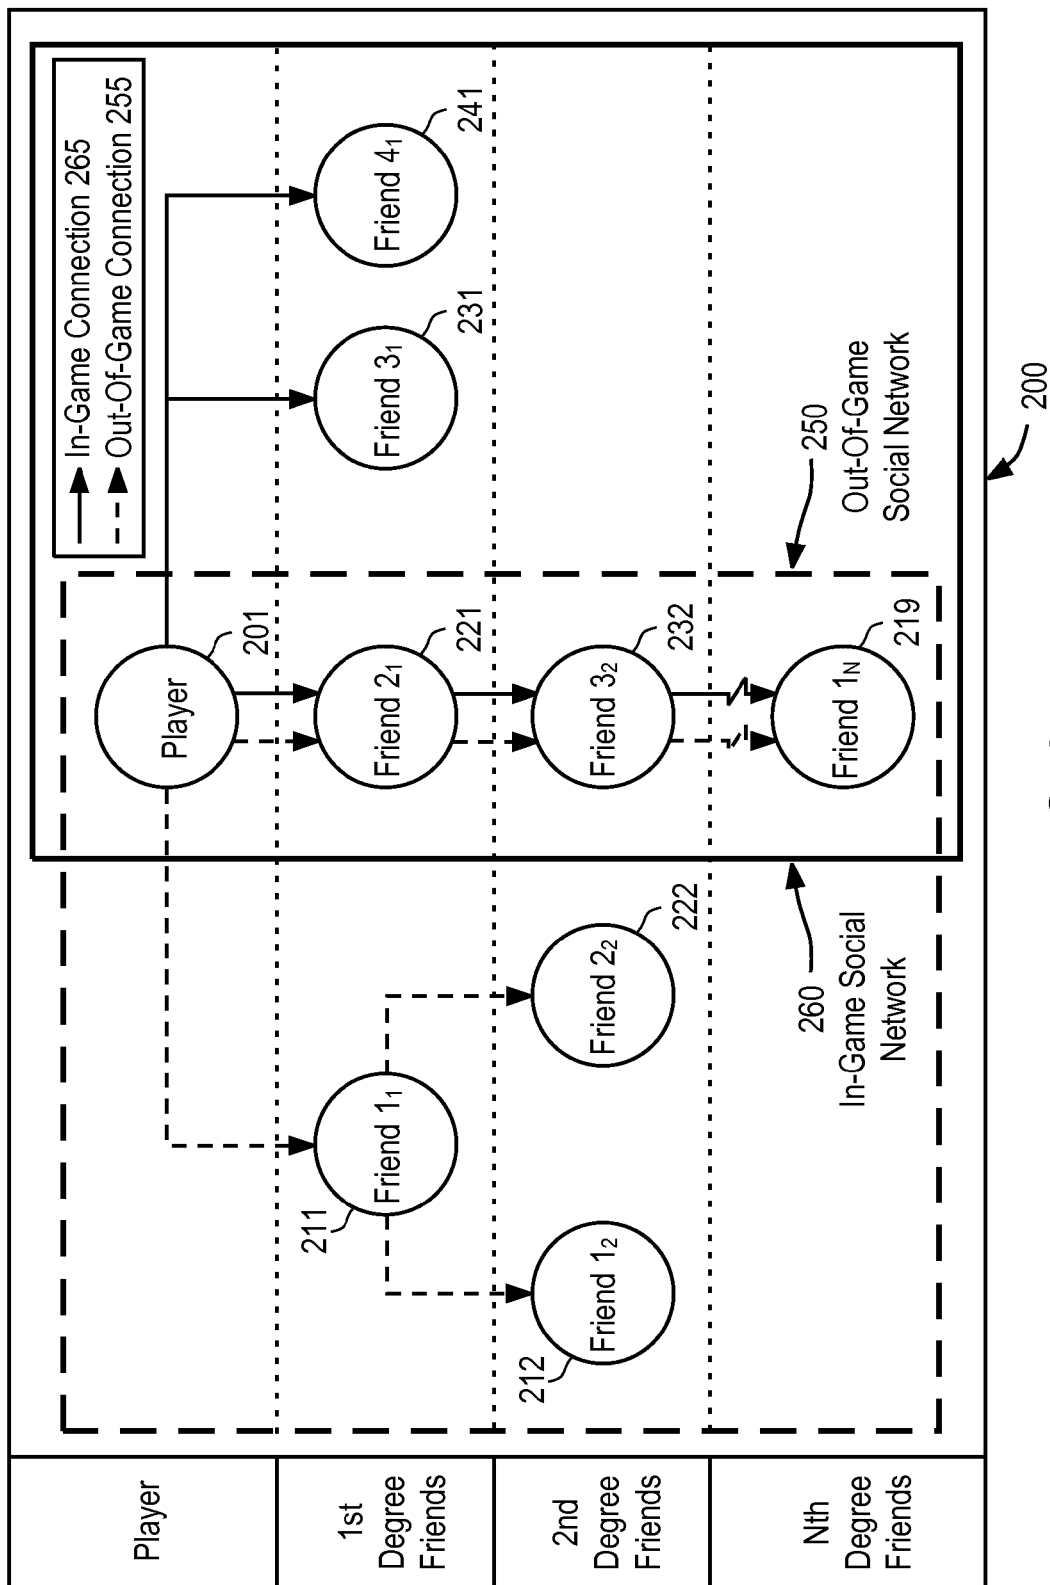 In-Game Connection 265
Out-Of-Game Connection 255
Player
Player
201
1st
Degree
Friends
211
Friend 1₁
Friend 2₁
221
Friend 3₁
231
Friend 4₁
241
2nd
Degree
Friends
212
Friend 1₂
Friend 2₂
222
Friend 3₂
232
Nth
Degree
Friends
260
In-Game Social
Network
Friend 1N
219
250
Out-Of-Game
Social Network
200